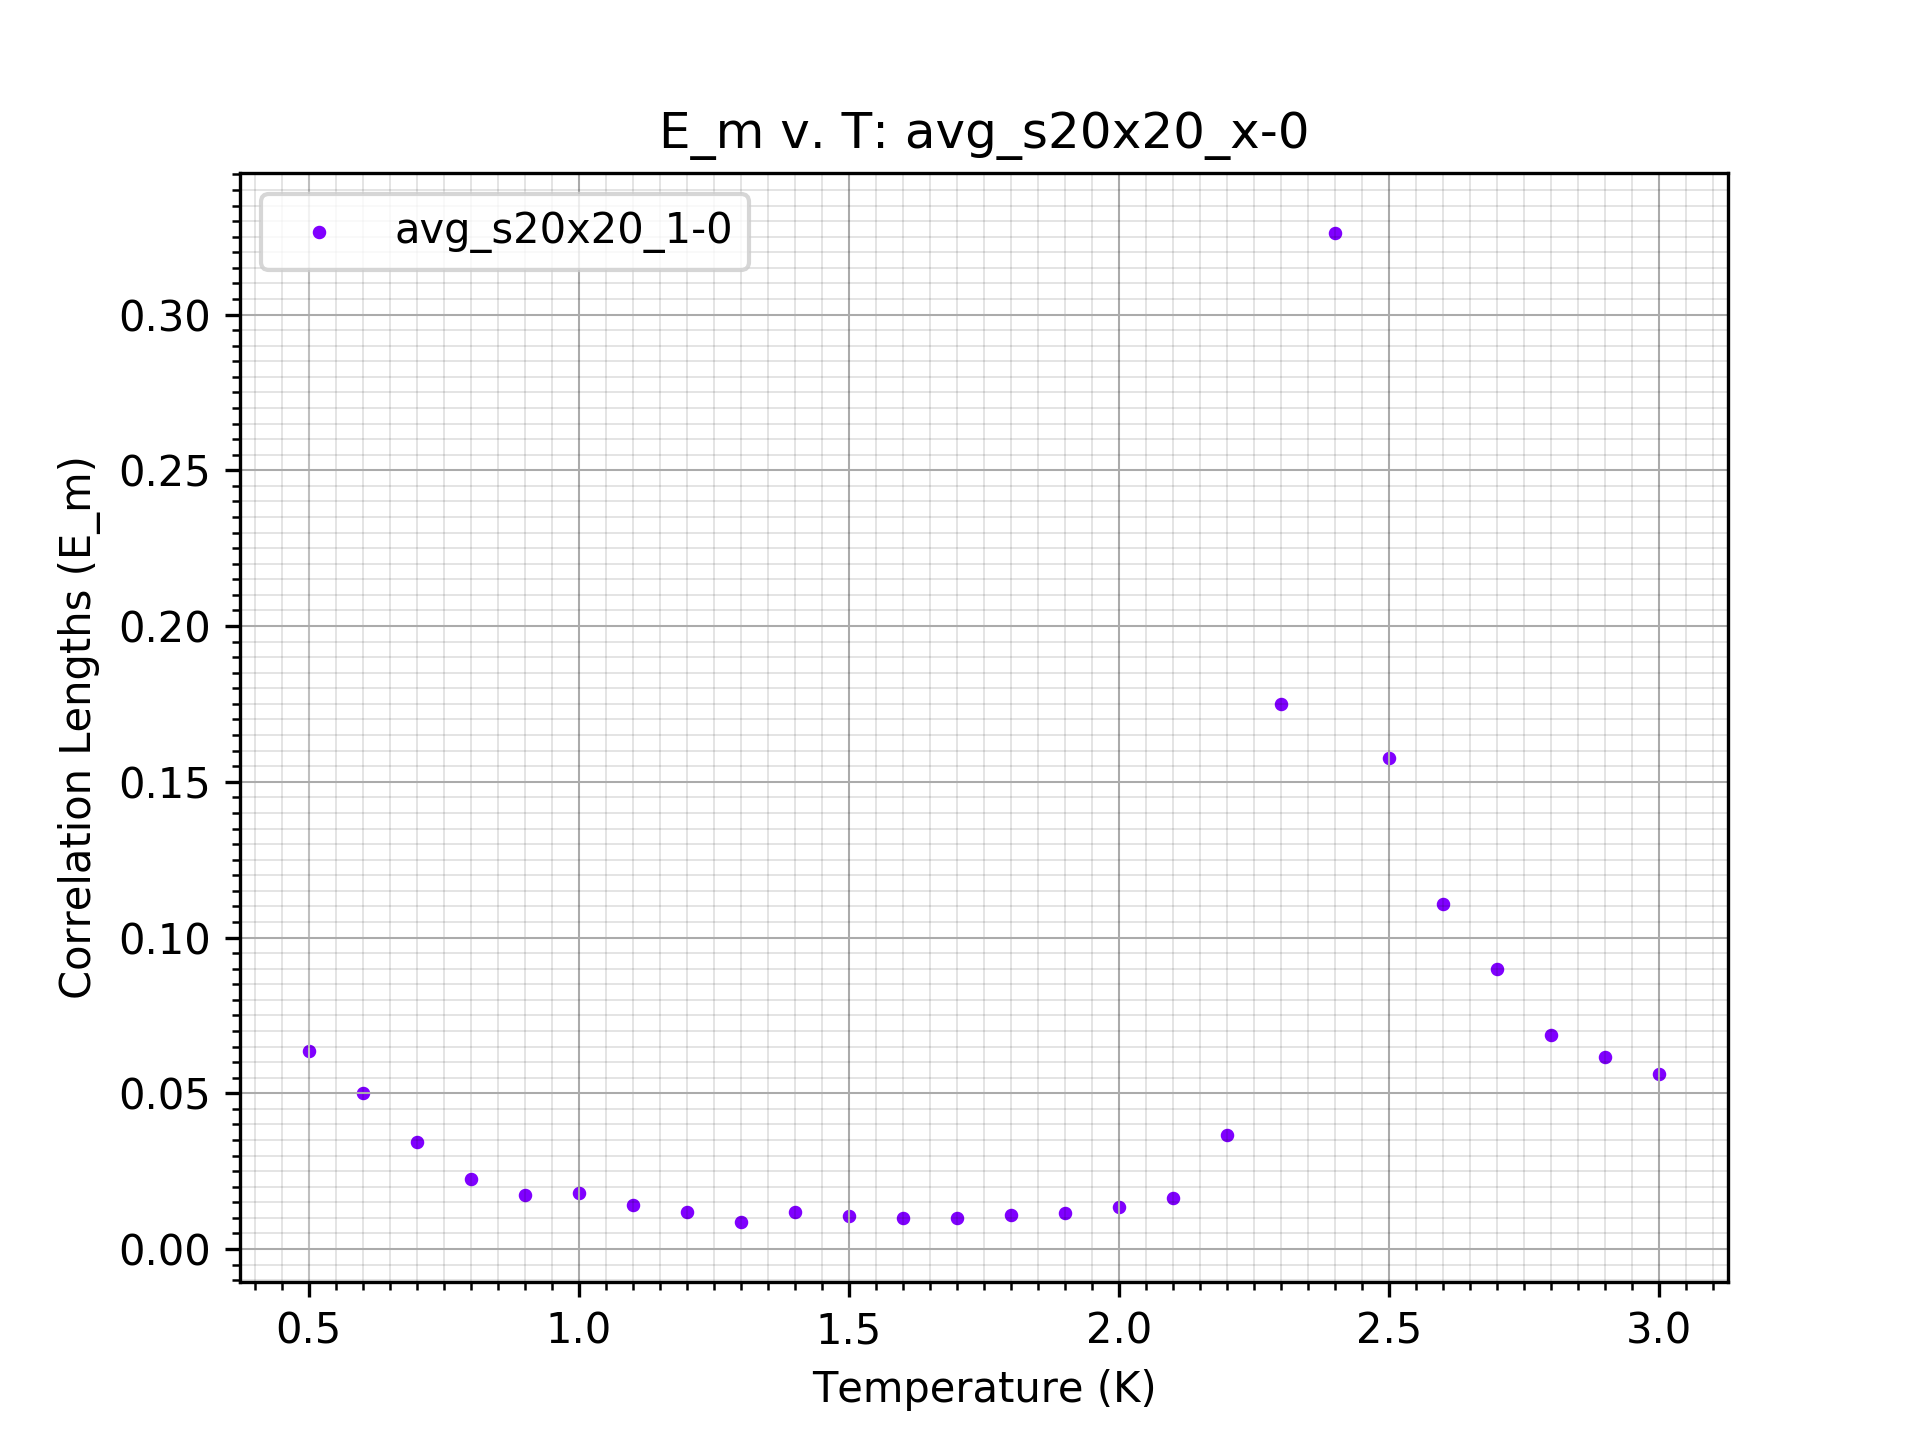 E_m v. T: avg_s20x20_x-0
avg_s20x20_1-0
Correlation Lengths (E_m)
0.30
0.25
0.20
0.15
0.10
0.05
0.00
0.5 1.0 1.5 2.0 2.5 3.0
Temperature (K)